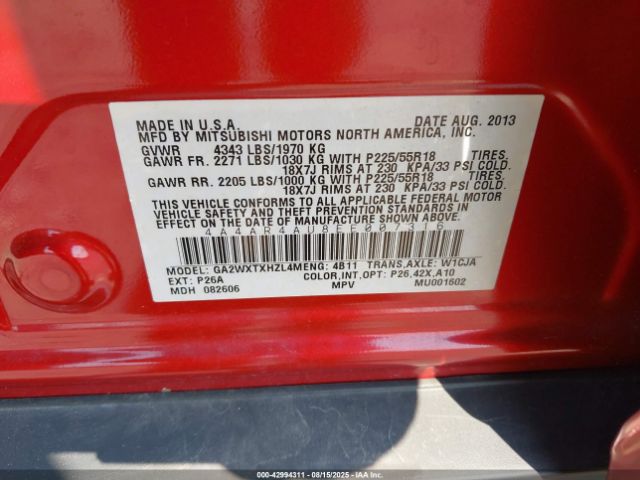 MADE IN U.S.A. DATE AUG. 2013
MFD BY MITSUBISHI MOTORS NORTH AMERICA, INC.
GVWR 4343 LBS/1970 KG
GAWR FR. 2271 LBS/1030 KG WITH P225/55R18 TIRES,
18X7J RIMS AT 230 KPA/33 PSI COLD.
GAWR RR. 2205 LBS/1000 KG WITH P225/55R18 TIRES,
18X7J RIMS AT 230 KPA/33 PSI COLD.
THIS VEHICLE CONFORMS TO ALL APPLICABLE FEDERAL MOTOR
VEHICLE SAFETY AND THEFT PREVENTION STANDARDS IN
EFFECT ON THE DATE OF MANUFACTURE SHOWN ABOVE.
4A4AR4AU8EE007316
MODEL: GA2WXTXHZL4M ENG: 4B11 TRANS,AXLE: W1CJA
EXT: P26A COLOR,INT,OPT: P26,42X,A10
MDH 082606 MPV MU001602
00-42994311 - 08/15/2025 - © IAA